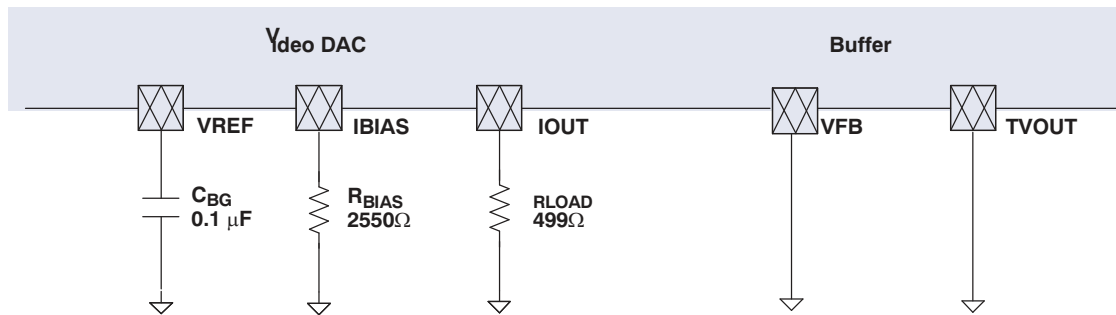 Video DAC
Buffer
VREF
IBIAS
IOUT
VFB
TVOUT
CBG
0.1 μF
RBIAS
2550Ω
RLOAD
499Ω